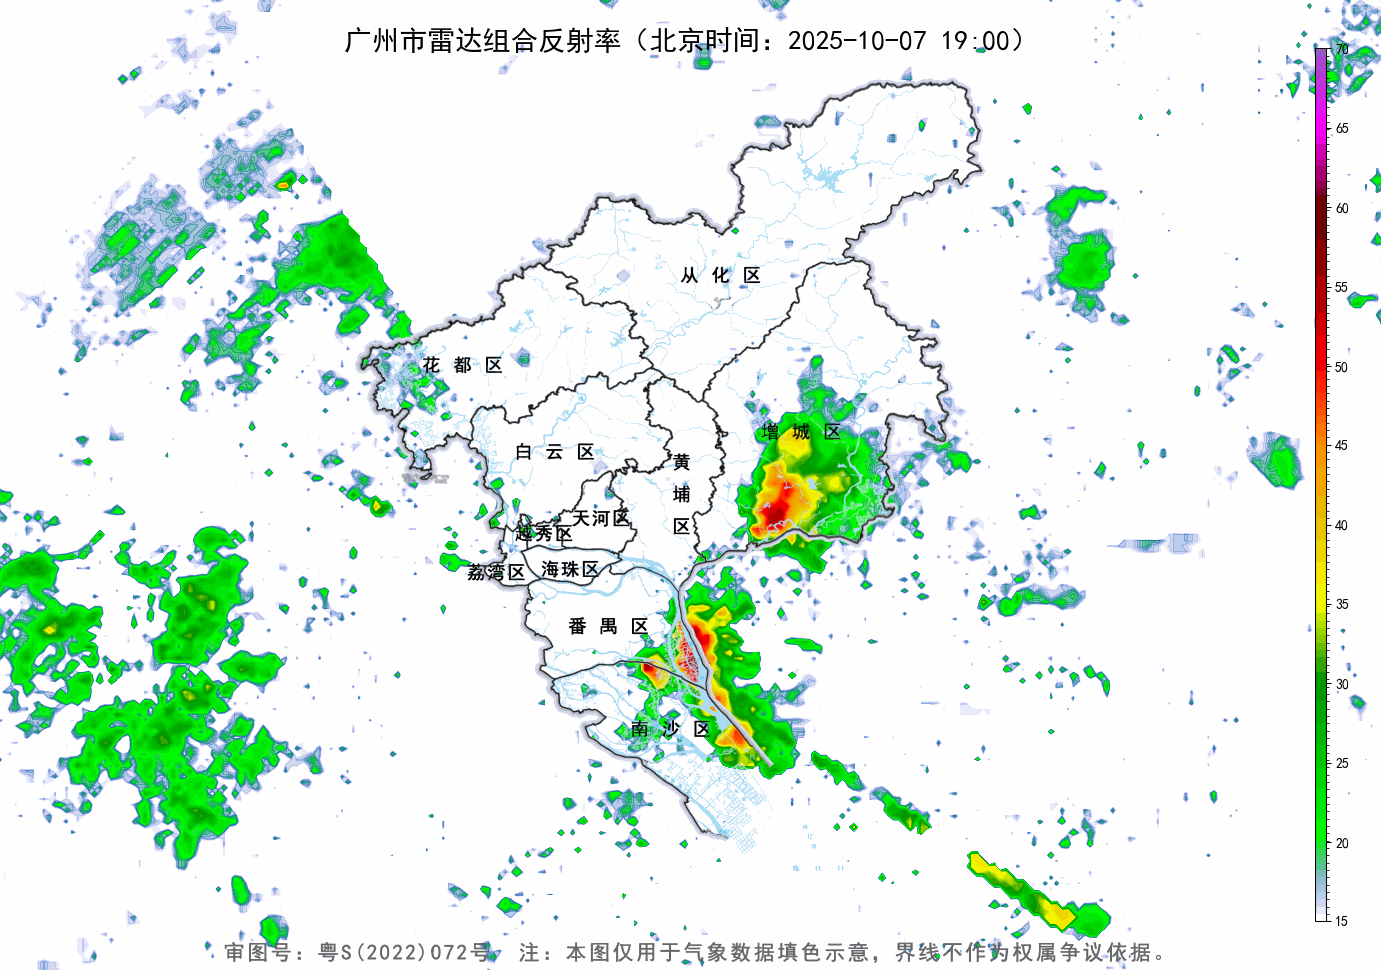 广州市雷达组合反射率（北京时间：2025-10-07 19:00）
70
65
60
55
50
45
40
35
30
25
20
15
从化区
花都区
增城区
白云区
黄埔区
天河区
越秀区
荔湾区
海珠区
番禺区
南沙区
审图号：粤S(2022)072号 注：本图仅用于气象数据填色示意，界线不作为权属争议依据。